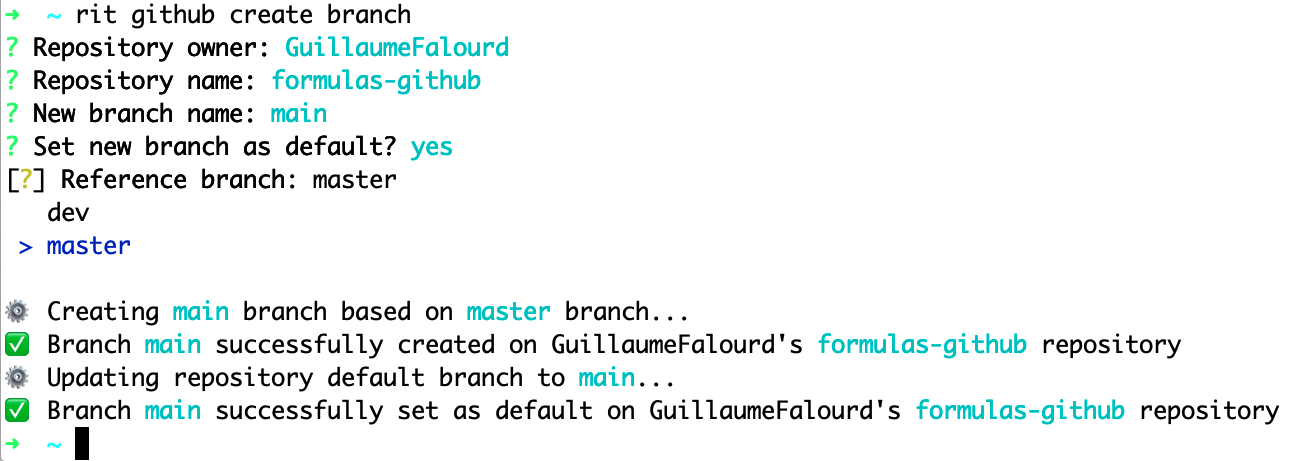 ➜ ~ rit github create branch
? Repository owner: GuillaumeFalourd
? Repository name: formulas-github
? New branch name: main
? Set new branch as default? yes
[?] Reference branch: master
dev
> master
⚙ Creating main branch based on master branch...
✅ Branch main successfully created on GuillaumeFalourd's formulas-github repository
⚙ Updating repository default branch to main...
✅ Branch main successfully set as default on GuillaumeFalourd's formulas-github repository
➜ ~